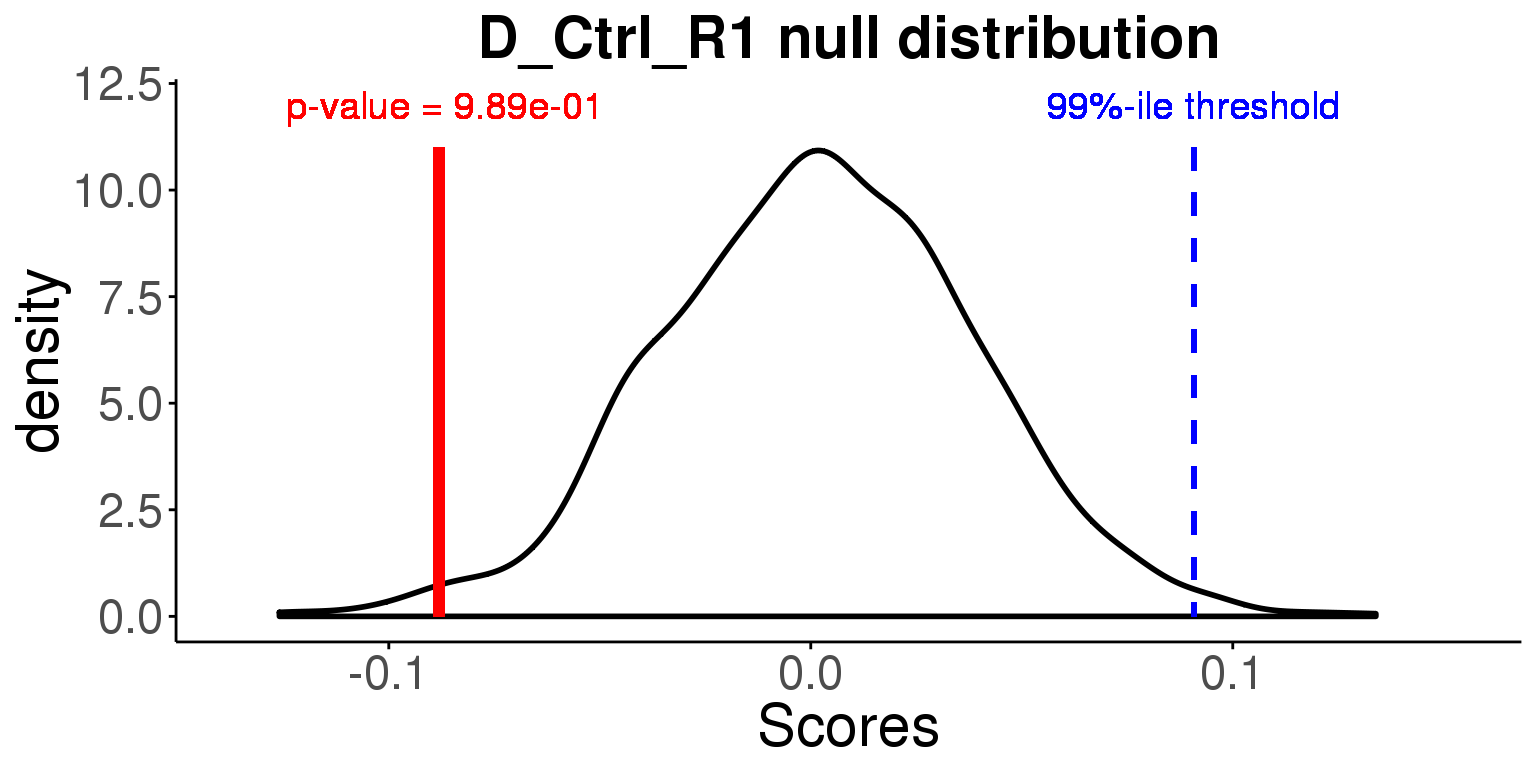 D_Ctrl_R1 null distribution
p-value = 9.89e-01
99%-ile threshold
density
12.5
10.0
7.5
5.0
2.5
0.0
-0.1
0.0
0.1
Scores